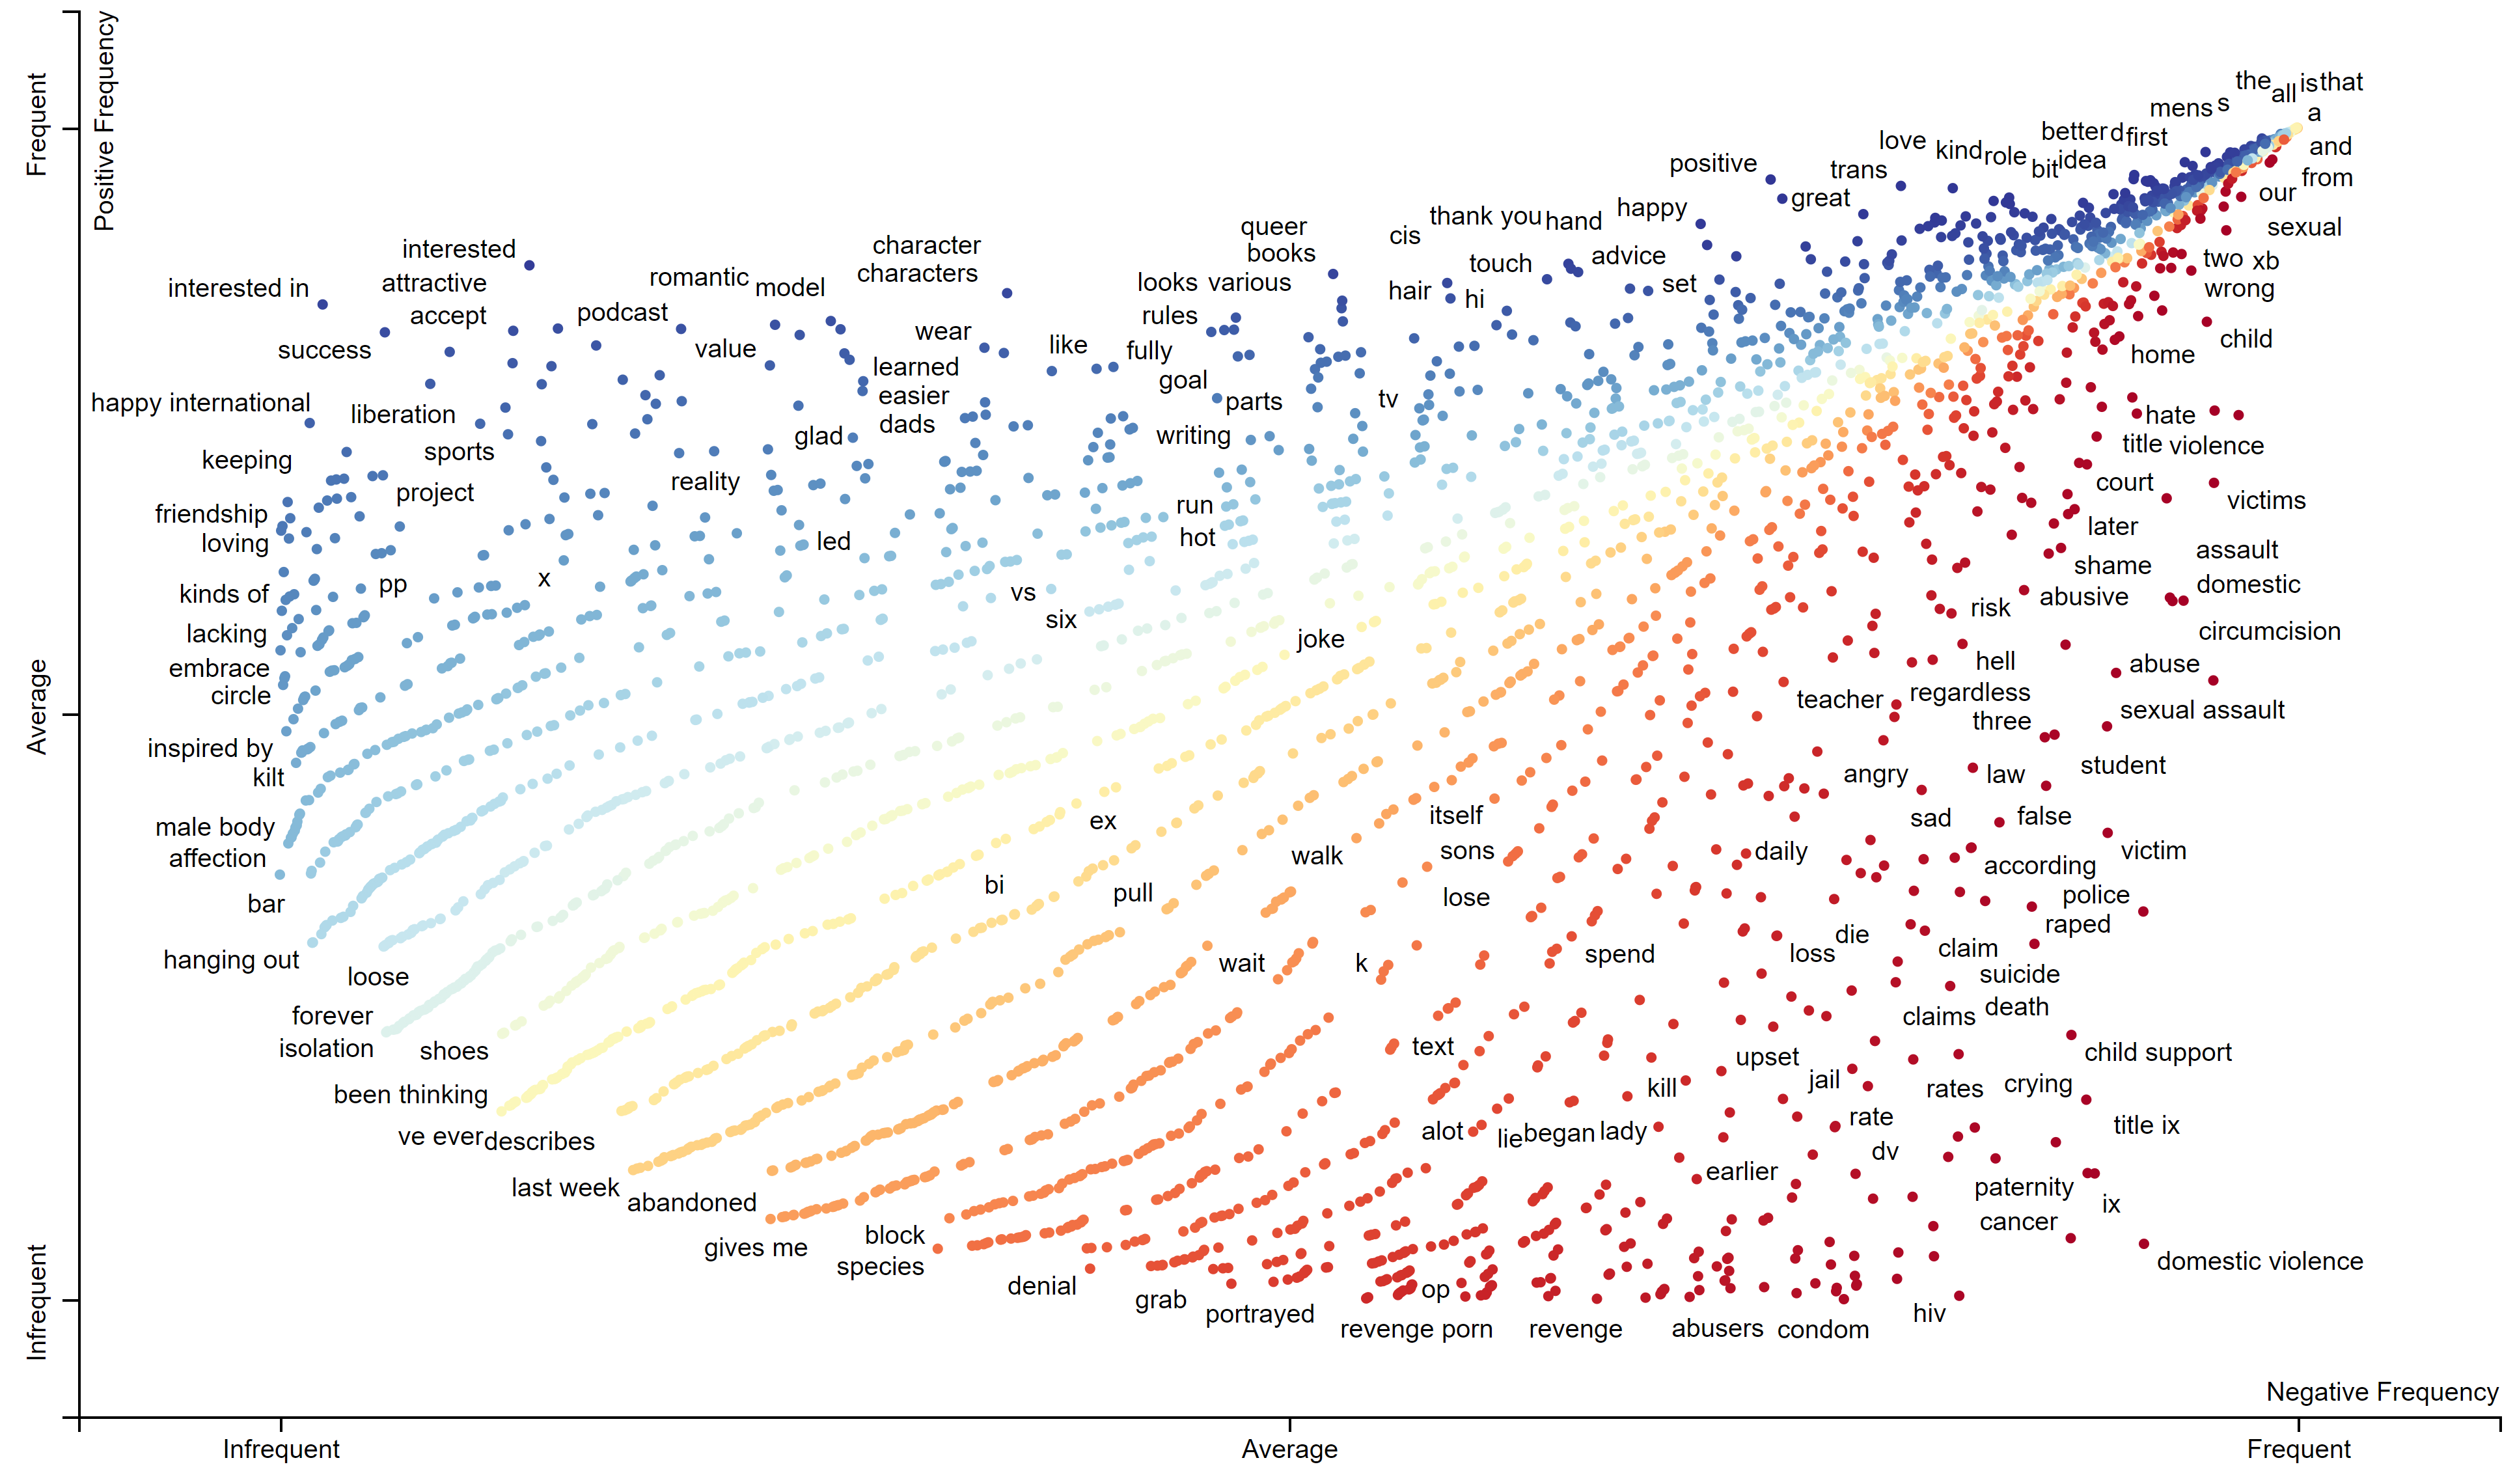 Frequent
Positive Frequency
the all is that
mens s
a
better d first
love kind role
bit idea
and
positive
trans
from
great
our
happy
thank you hand
queer
cis
sexual
interested
character
books
advice
two xb
attractive
characters
touch
romantic
model
looks various
set
wrong
interested in
hair
hi
accept
podcast
rules
wear
child
success
value
like
fully
home
learned
goal
easier
parts
tv
happy international
liberation
dads
hate
glad
writing
title violence
sports
keeping
court
project
reality
victims
run
friendship
later
loving
led
hot
assault
shame
pp
x
domestic
kinds of
vs
abusive
risk
six
lacking
joke
circumcision
embrace
hell
abuse
circle
teacher
regardless
sexual assault
three
Average
inspired by
kilt
angry
law
student
male body
ex
itself
sad
false
affection
walk
sons
daily
according
victim
bar
bi
pull
lose
police
raped
hanging out
loose
wait
k
spend
die
loss
claim
suicide
forever
claims
death
isolation
shoes
text
upset
child support
been thinking
kill
jail
rates
crying
ve ever
describes
alot
lie
began
lady
rate
title ix
dv
last week
abandoned
earlier
paternity
ix
gives me
block
cancer
species
domestic violence
denial
grab
op
portrayed
hiv
revenge porn
revenge
abusers
condom
Infrequent
Negative Frequency
Infrequent
Average
Frequent